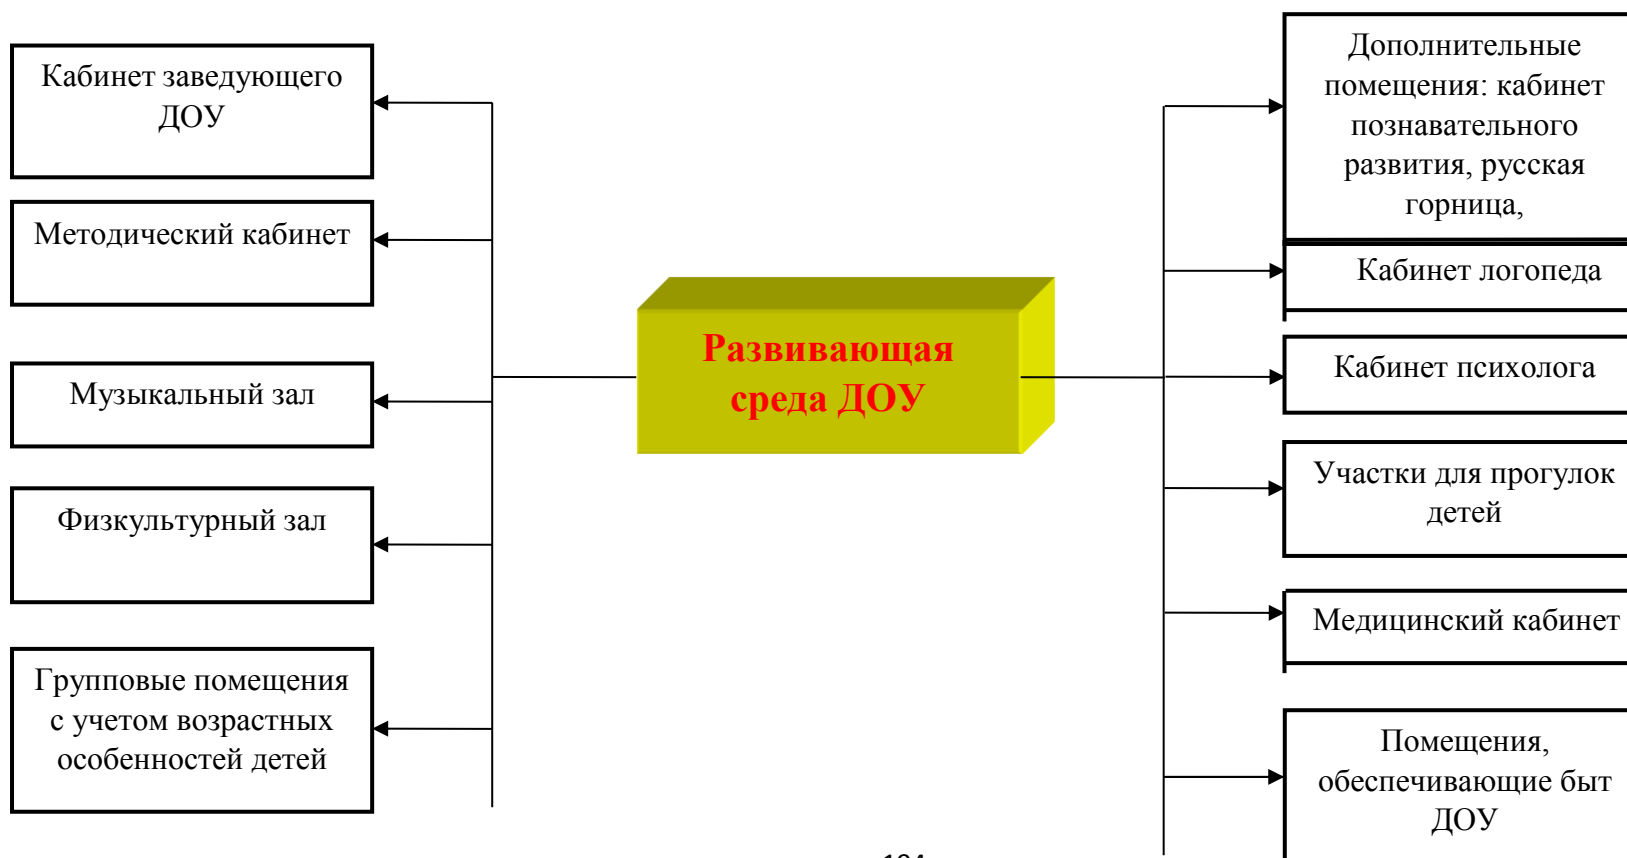 Кабинет заведующего
ДОУ
Методический кабинет
Музыкальный зал
Физкультурный зал
Групповые помещения
с учетом возрастных
особенностей детей
Развивающая
среда ДОУ
Дополнительные
помещения: кабинет
познавательного
развития, русская
горница,
Кабинет логопеда
Кабинет психолога
Участки для прогулок
детей
Медицинский кабинет
Помещения,
обеспечивающие быт
ДОУ